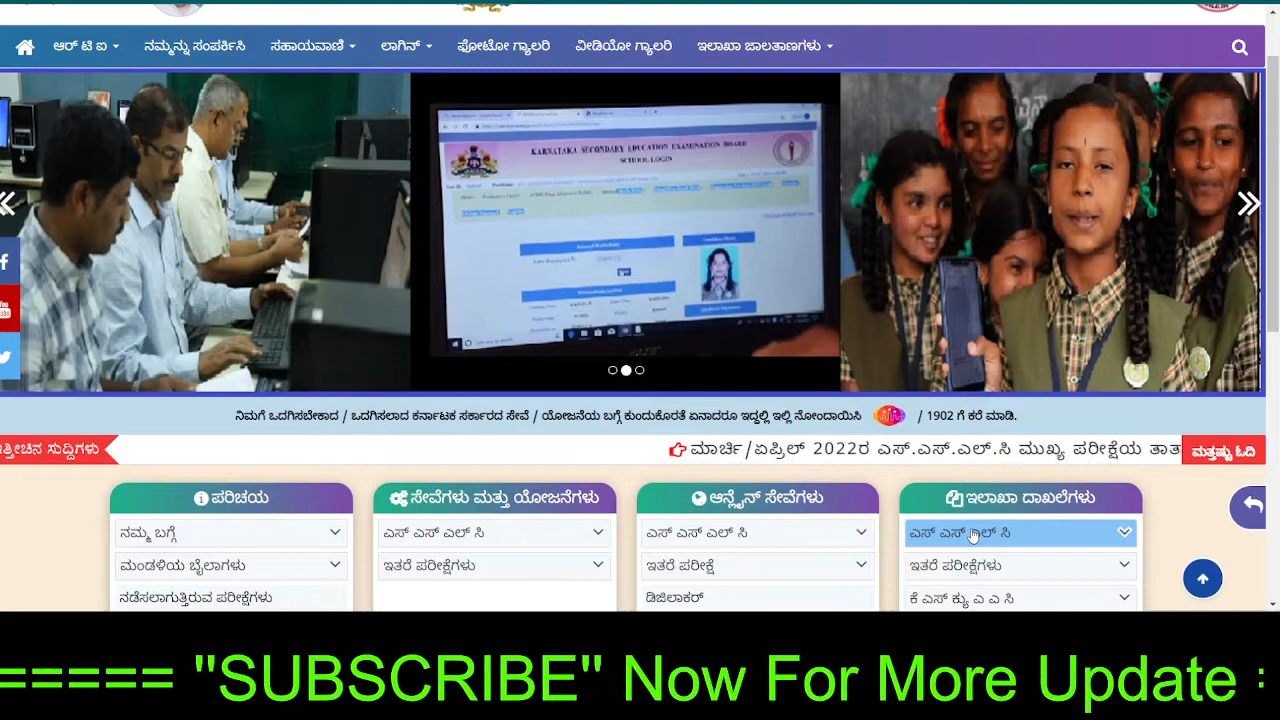 ಆರ್ ಟಿ ಐ ನಮ್ಮನ್ನು ಸಂಪರ್ಕಿಸಿ ಸಹಾಯವಾಣಿ ಲಾಗಿನ್ ಫೋಟೋ ಗ್ಯಾಲರಿ ವೀಡಿಯೋ ಗ್ಯಾಲರಿ ಇಲಾಖಾ ಜಾಲತಾಣಗಳು
KARNATAKA SECONDARY EDUCATION EXAMINATION BOARD
SCHOOL LOGIN
ನಿಮಗೆ ಒದಗಿಸಬೇಕಾದ / ಒದಗಿಸಲಾದ ಕರ್ನಾಟಕ ಸರ್ಕಾರದ ಸೇವೆ / ಯೋಜನೆಯ ಬಗ್ಗೆ ಕುಂದುಕೊರತೆ ಏನಾದರೂ ಇದ್ದಲ್ಲಿ ಇಲ್ಲಿ ನೋಂದಾಯಿಸಿ / 1902 ಗೆ ಕರೆ ಮಾಡಿ.
ಇತ್ತೀಚಿನ ಸುದ್ದಿಗಳು ಮಾರ್ಚಿ/ಏಪ್ರಿಲ್ 2022ರ ಎಸ್.ಎಸ್.ಎಲ್.ಸಿ ಮುಖ್ಯ ಪರೀಕ್ಷೆಯ ತಾತ ಮತ್ತಷ್ಟು ಓದಿ
ಪರಿಚಯ ಸೇವೆಗಳು ಮತ್ತು ಯೋಜನೆಗಳು ಆನ್ಲೈನ್ ಸೇವೆಗಳು ಇಲಾಖಾ ದಾಖಲೆಗಳು
ನಮ್ಮ ಬಗ್ಗೆ ಎಸ್ ಎಸ್ ಎಲ್ ಸಿ ಎಸ್ ಎಸ್ ಎಲ್ ಸಿ ಎಸ್ ಎಸ್ ಎಲ್ ಸಿ
ಮಂಡಳಿಯ ಬೈಲಾಗಳು ಇತರೆ ಪರೀಕ್ಷೆಗಳು ಇತರೆ ಪರೀಕ್ಷೆ ಇತರೆ ಪರೀಕ್ಷೆಗಳು
ನಡೆಸಲಾಗುತ್ತಿರುವ ಪರೀಕ್ಷೆಗಳು ಡಿಜಿಲಾಕರ್ ಕೆ ಎಸ್ ಕ್ಯು ಎ ಎ ಸಿ
===== "SUBSCRIBE" Now For More Update :